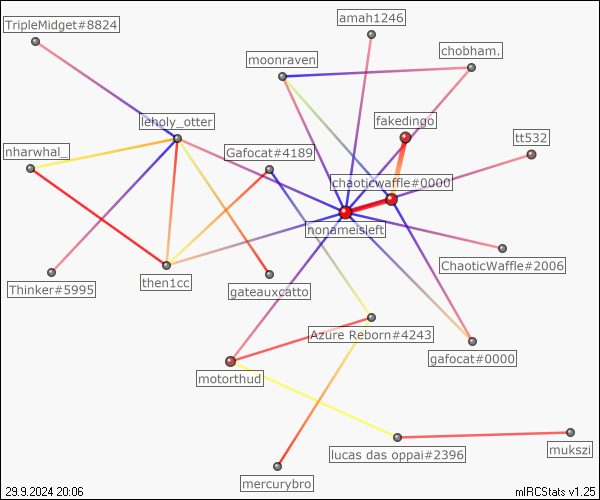 TripleMidget#8824
amah1246
chobham.
moonraven
leholy_otter
fakedingo
tt532
nharwhal_
Gafocat#4189
chaoticwaffle#0000
nonameisleft
Thinker#5995
then1cc
gateauxcatto
ChaoticWaffle#2006
Azure Reborn#4243
gafocat#0000
motorthud
lucas das oppai#2396
mukszi
mercurybro
29.9.2024 20:06
mIRCStats v1.25